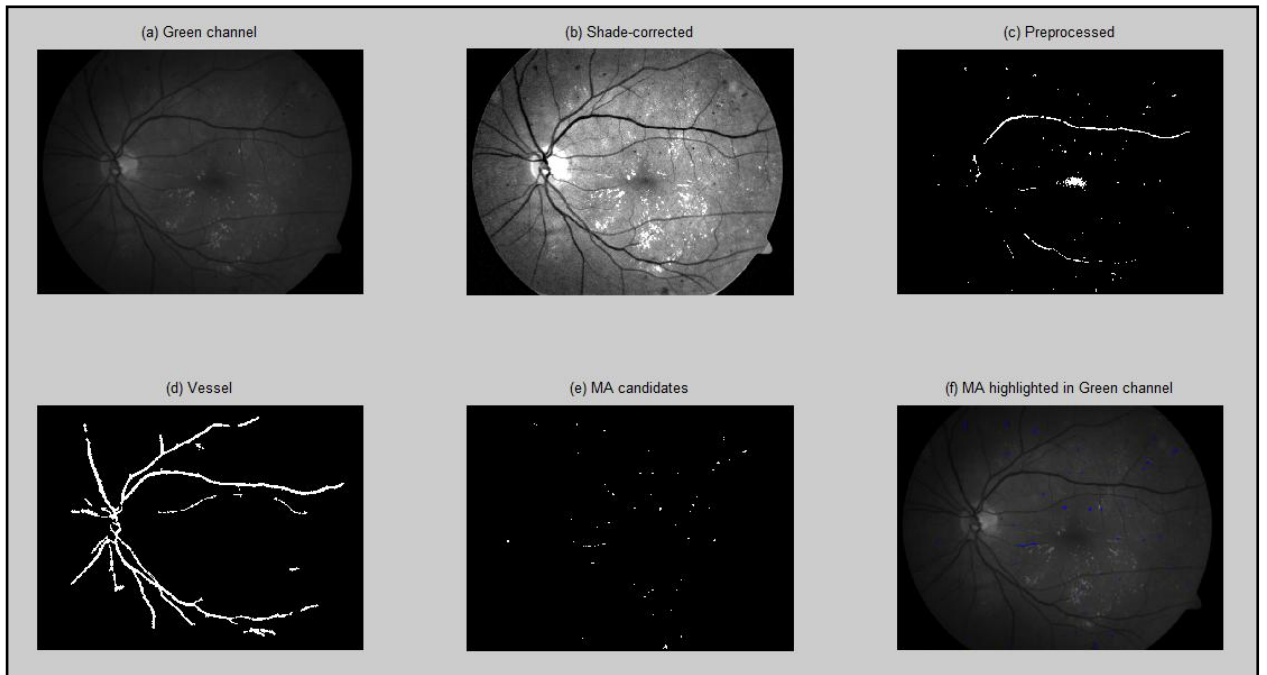 (a) Green channel
(b) Shade-corrected
(c) Preprocessed
(d) Vessel
(e) MA candidates
(f) MA highlighted in Green channel